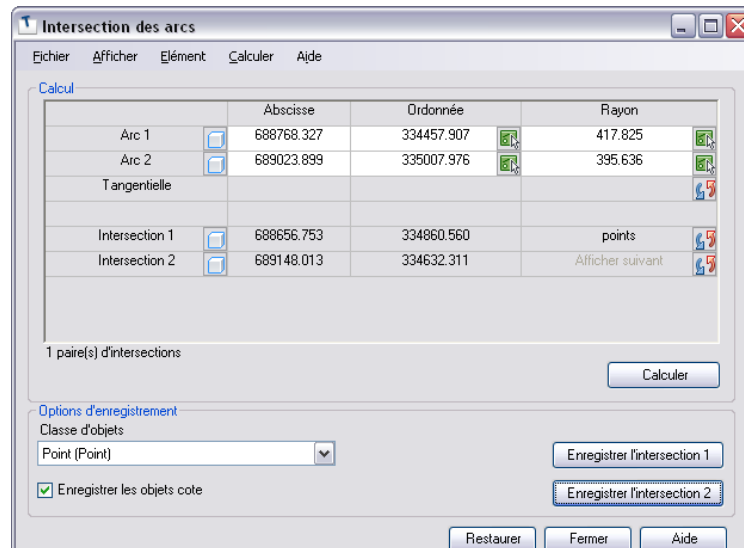 Intersection des arcs
Fichier Afficher Elément Calculer Aide
Calcul
Abscisse Ordonnée Rayon
Arc 1 688768.327 334457.907 417.825
Arc 2 689023.899 335007.976 395.636
Tangentielle
Intersection 1 688656.753 334860.560 points
Intersection 2 689148.013 334632.311 Afficher suivant
1 paire(s) d'intersections
Calculer
Options d'enregistrement
Classe d'objets
Point (Point)
Enregistrer l'intersection 1
Enregistrer les objets cote
Enregistrer l'intersection 2
Restaurer Fermer Aide